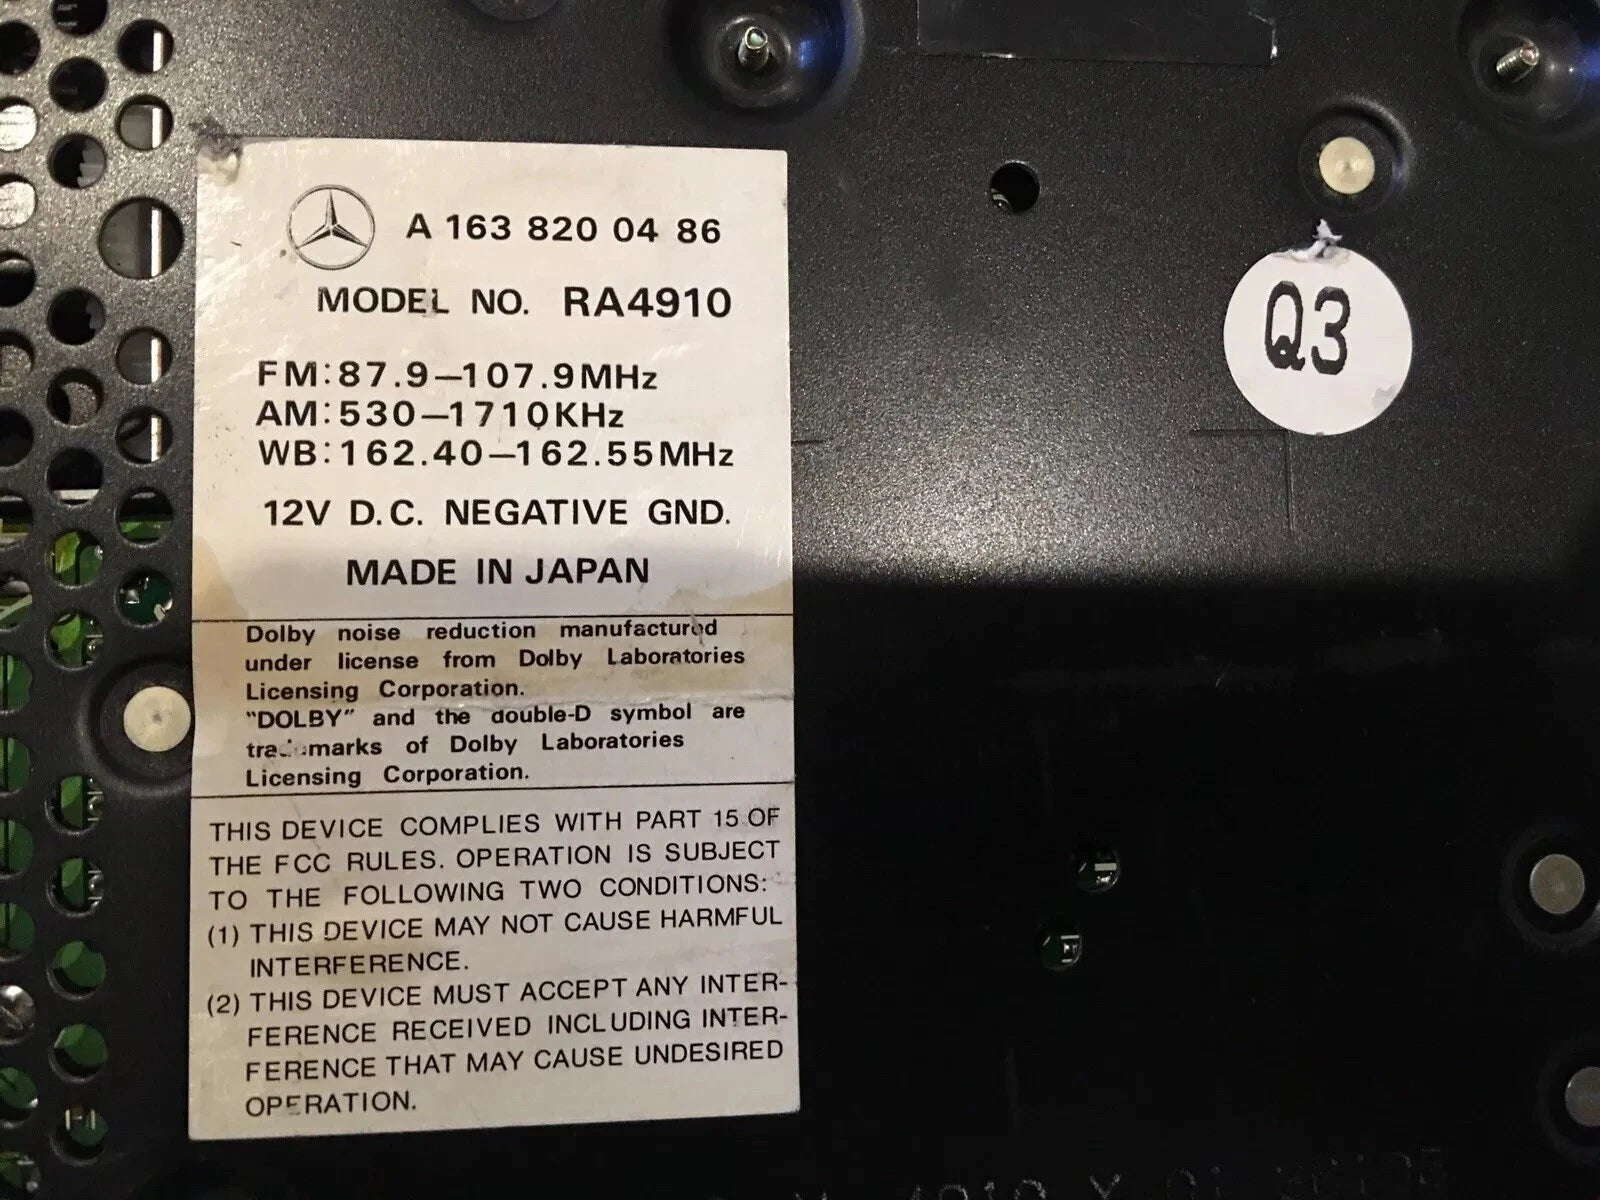 A 163 820 04 86
MODEL NO. RA4910
FM:87.9—107.9MHz
AM:530—1710KHz
WB:162.40—162.55MHz
12V D.C. NEGATIVE GND.
MADE IN JAPAN
Dolby noise reduction manufactured
under license from Dolby Laboratories
Licensing Corporation.
"DOLBY" and the double-D symbol are
trademarks of Dolby Laboratories
Licensing Corporation.
THIS DEVICE COMPLIES WITH PART 15 OF
THE FCC RULES. OPERATION IS SUBJECT
TO THE FOLLOWING TWO CONDITIONS:
(1) THIS DEVICE MAY NOT CAUSE HARMFUL
INTERFERENCE.
(2) THIS DEVICE MUST ACCEPT ANY INTER-
FERENCE RECEIVED INCLUDING INTER-
FERENCE THAT MAY CAUSE UNDESIRED
OPERATION.
Q3